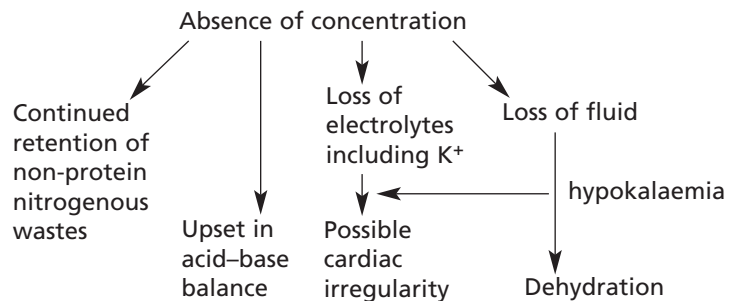 Absence of concentration
Continued
retention of
non-protein
nitrogenous
wastes
Upset in
acid–base
balance
Loss of
electrolytes
including K⁺
Possible
cardiac
irregularity
Loss of fluid
hypokalaemia
Dehydration